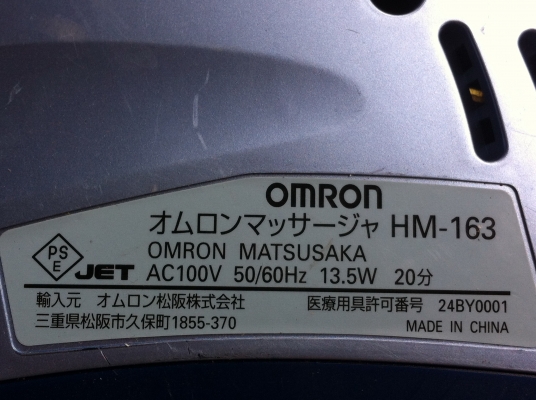 OMRON
オムロンマッサージャ HM-163
OMRON MATSUSAKA
PS E JET AC100V 50/60Hz 13.5W 20分
輸入元 オムロン松阪株式会社 医療用具許可番号 24BY0001
三重県松阪市久保町1855-370 MADE IN CHINA